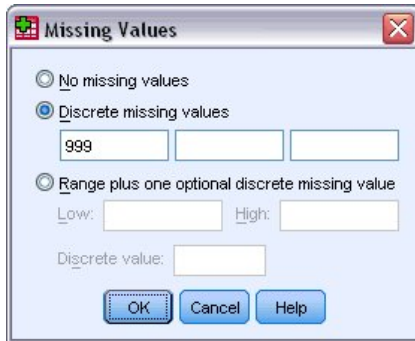 Missing Values
No missing values
Discrete missing values
999
Range plus one optional discrete missing value
Low: High:
Discrete value:
OK Cancel Help